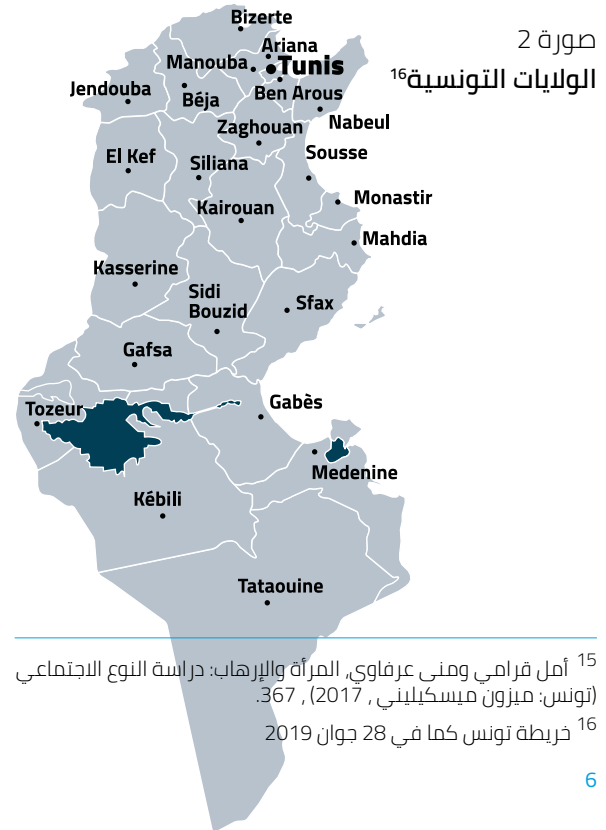 صورة 2
الولايات التونسية16
Bizerte
Ariana
Manouba
Tunis
Jendouba
Béja
Ben Arous
Nabeul
Zaghouan
El Kef
Siliana
Sousse
Kairouan
Monastir
Mahdia
Kasserine
Sidi
Bouzid
Sfax
Gafsa
Tozeur
Gabès
Medenine
Kébili
Tataouine
15 أمل قرامي ومنى عرفاوي، المرأة والإرهاب: دراسة النوع الاجتماعي
(تونس: ميزون ميسكيليني , 2017) , 367.
16 خريطة تونس كما في 28 جوان 2019
6